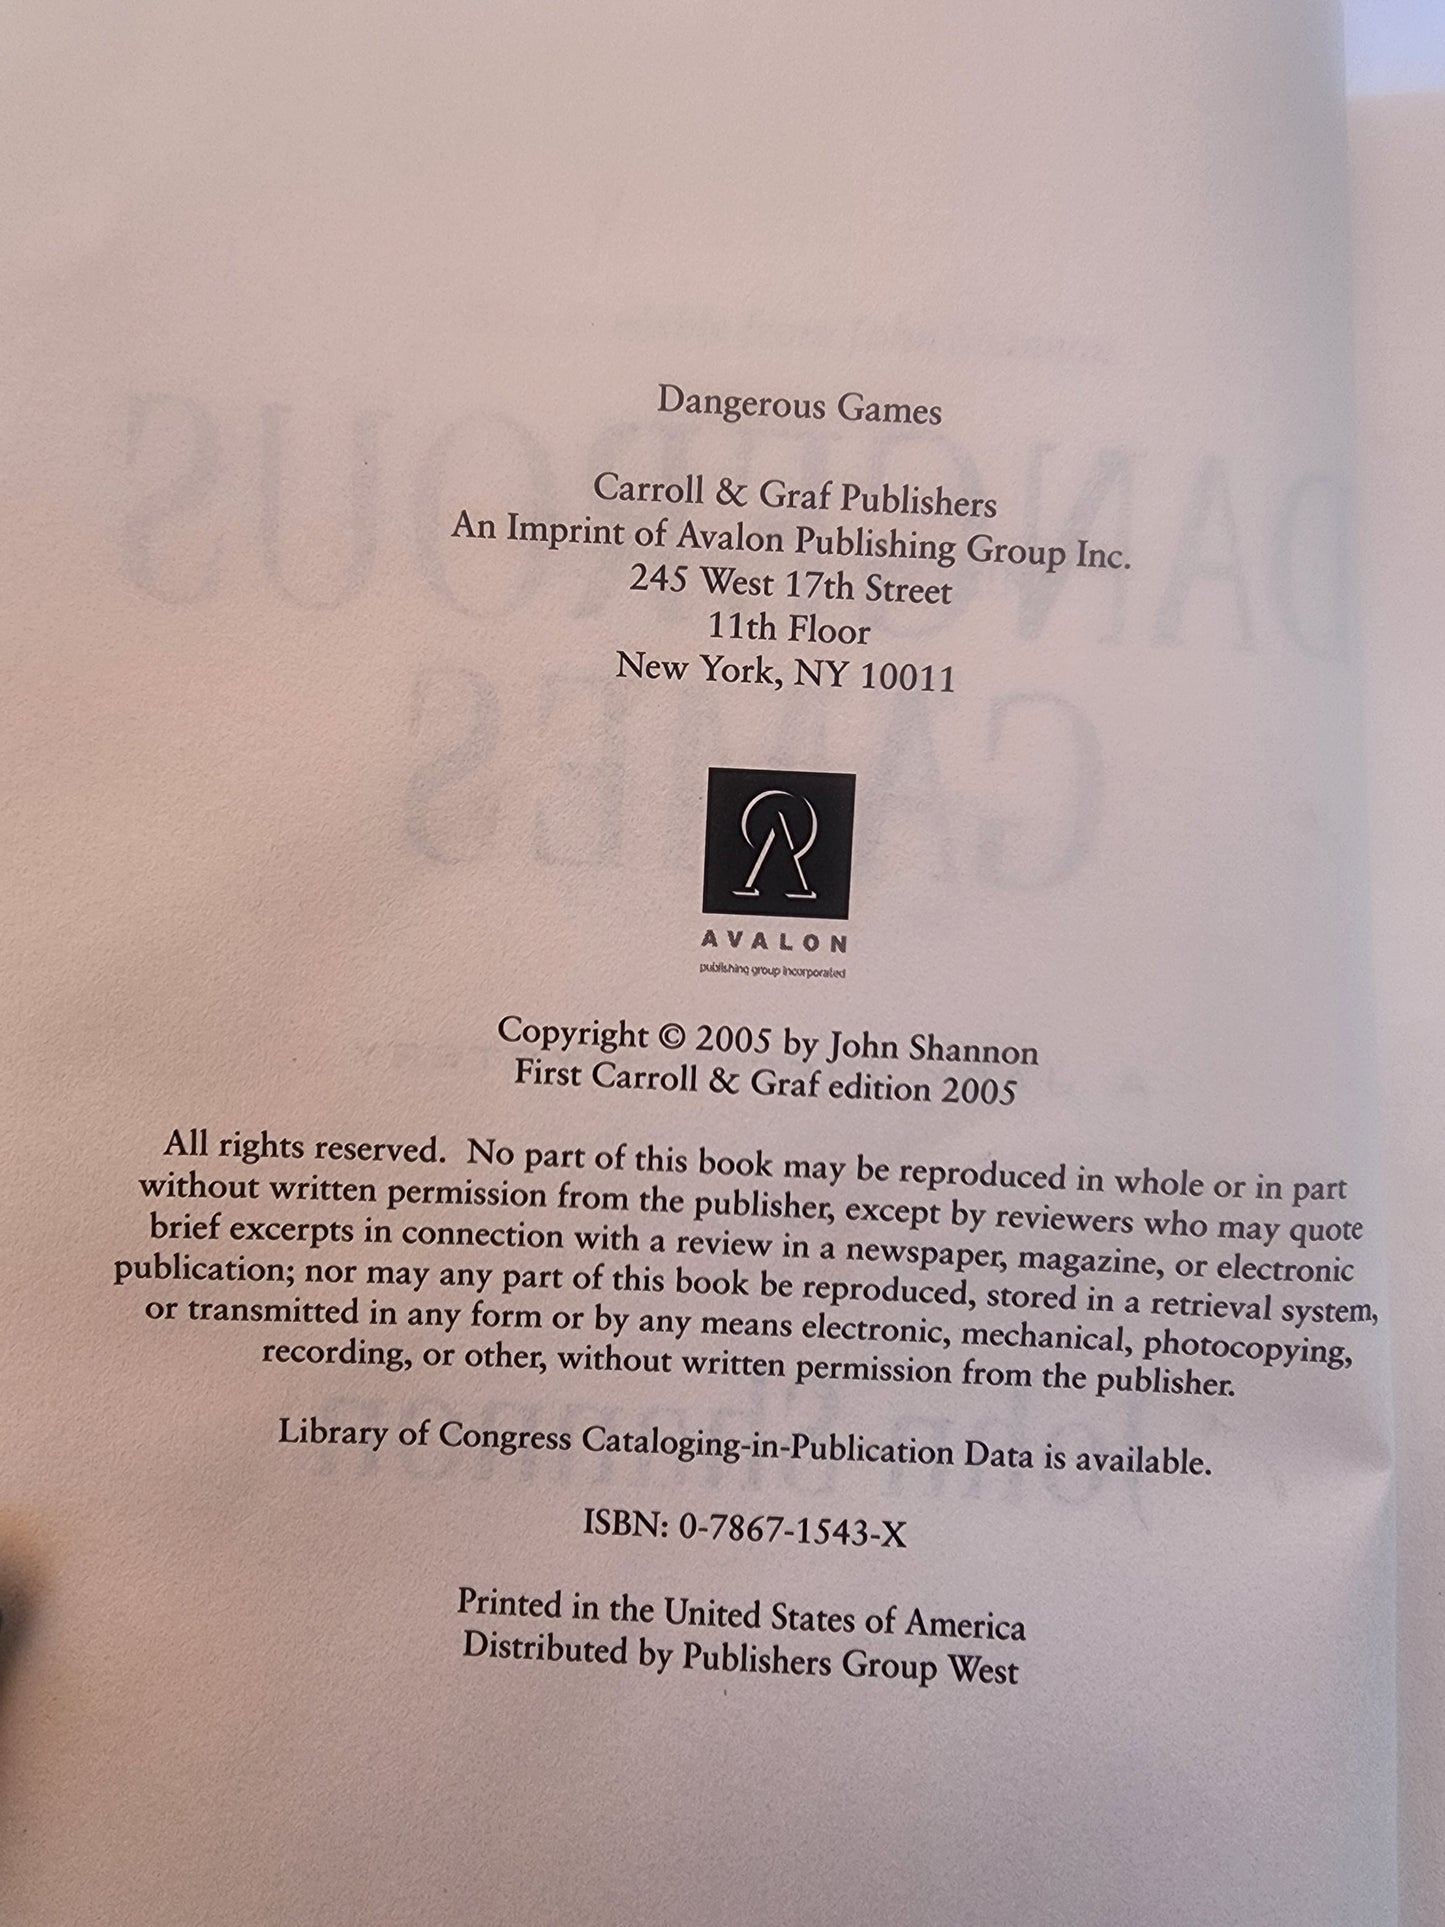 Dangerous Games
Carroll & Graf Publishers
An Imprint of Avalon Publishing Group Inc.
245 West 17th Street
11th Floor
New York, NY 10011
AVALON
publishing group incorporated
Copyright © 2005 by John Shannon
First Carroll & Graf edition 2005
All rights reserved. No part of this book may be reproduced in whole or in part
without written permission from the publisher, except by reviewers who may quote
brief excerpts in connection with a review in a newspaper, magazine, or electronic
publication; nor may any part of this book be reproduced, stored in a retrieval system,
or transmitted in any form or by any means electronic, mechanical, photocopying,
recording, or other, without written permission from the publisher.
Library of Congress Cataloging-in-Publication Data is available.
ISBN: 0-7867-1543-X
Printed in the United States of America
Distributed by Publishers Group West